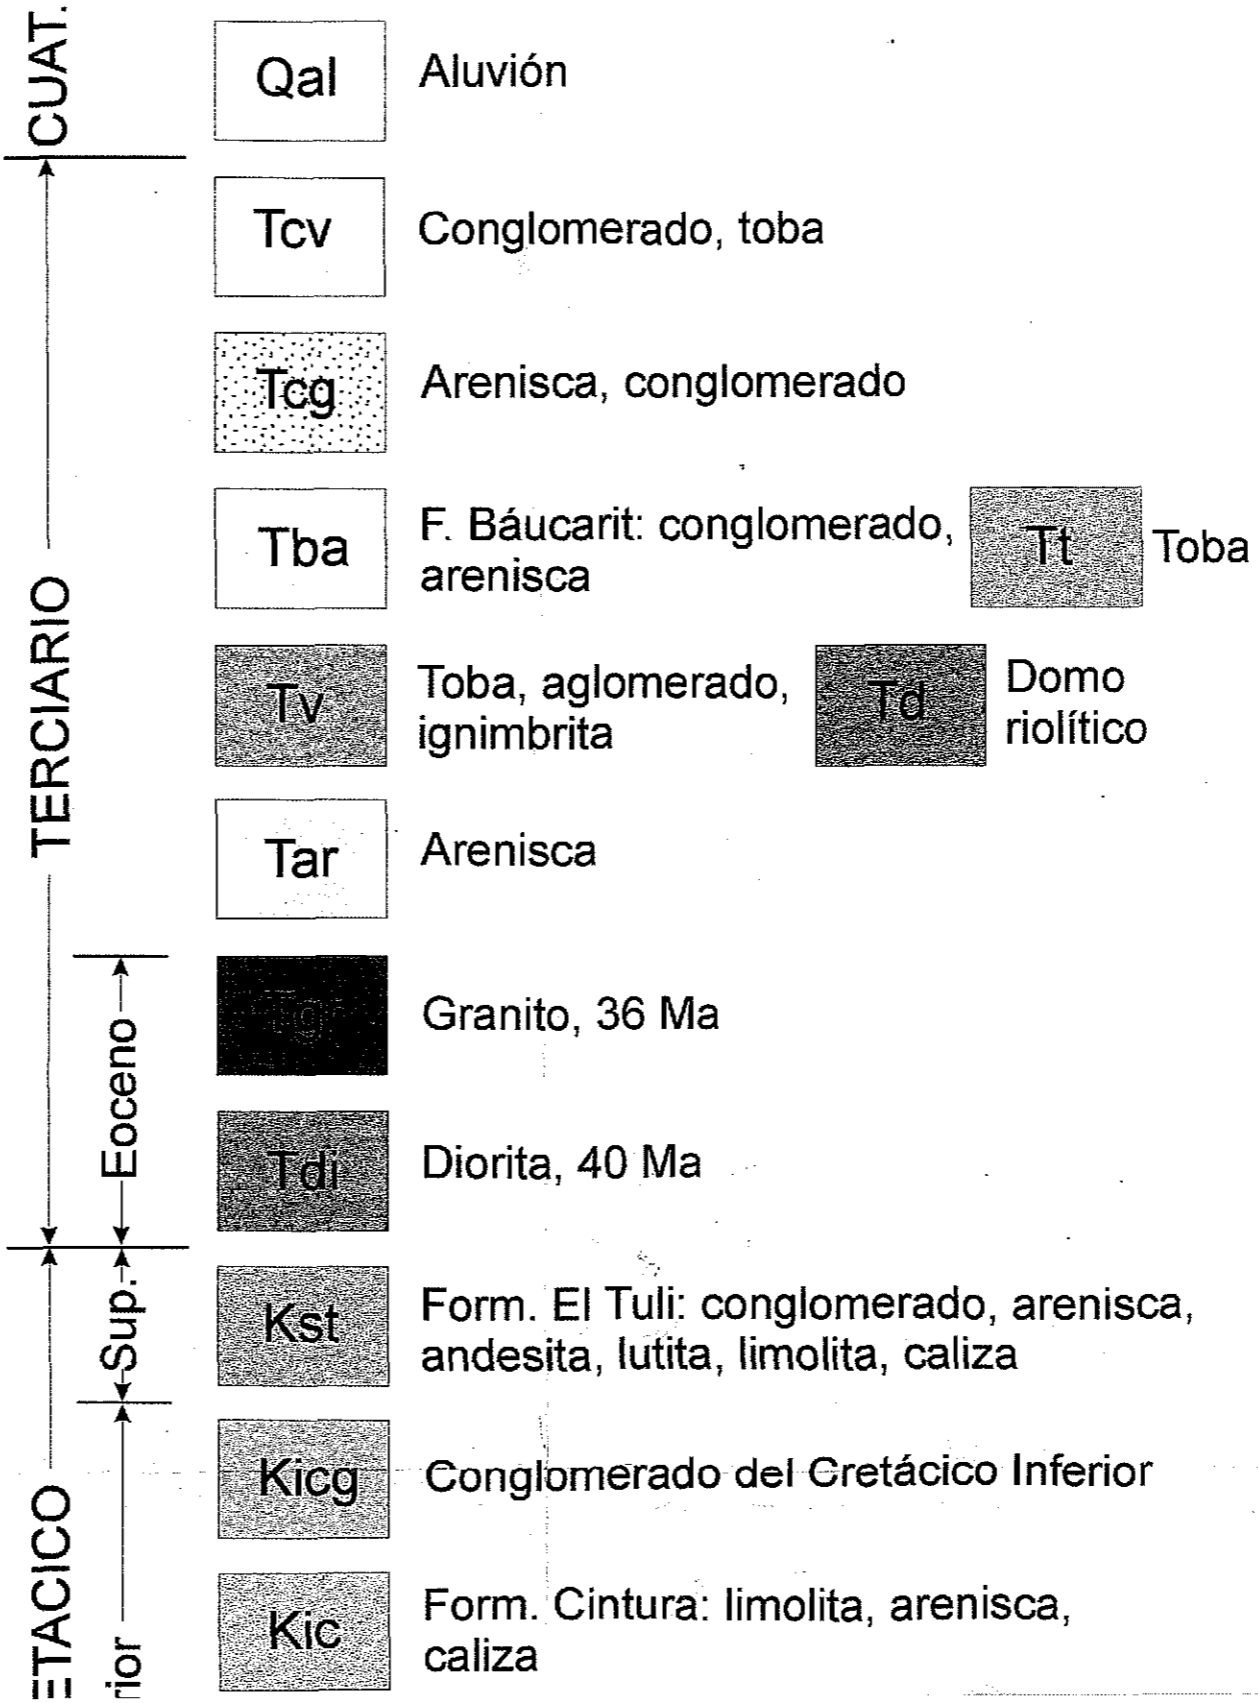 CUAT.
Qal Aluvión
Tcv Conglomerado, toba
Tcg Arenisca, conglomerado
TERCIARIO
Tba F. Báucarit: conglomerado,
arenisca
Tt Toba
Tv Toba, aglomerado,
ignimbrita
Td Domo
riolítico
Tar Arenisca
Eoceno
Tg Granito, 36 Ma
Tdi Diorita, 40 Ma
Sup.
Kst Form. El Tuli: conglomerado, arenisca,
andesita, lutita, limolita, caliza
Kicg Conglomerado del Cretácico Inferior
ETACICO
rior
Kic Form. Cintura: limolita, arenisca,
caliza